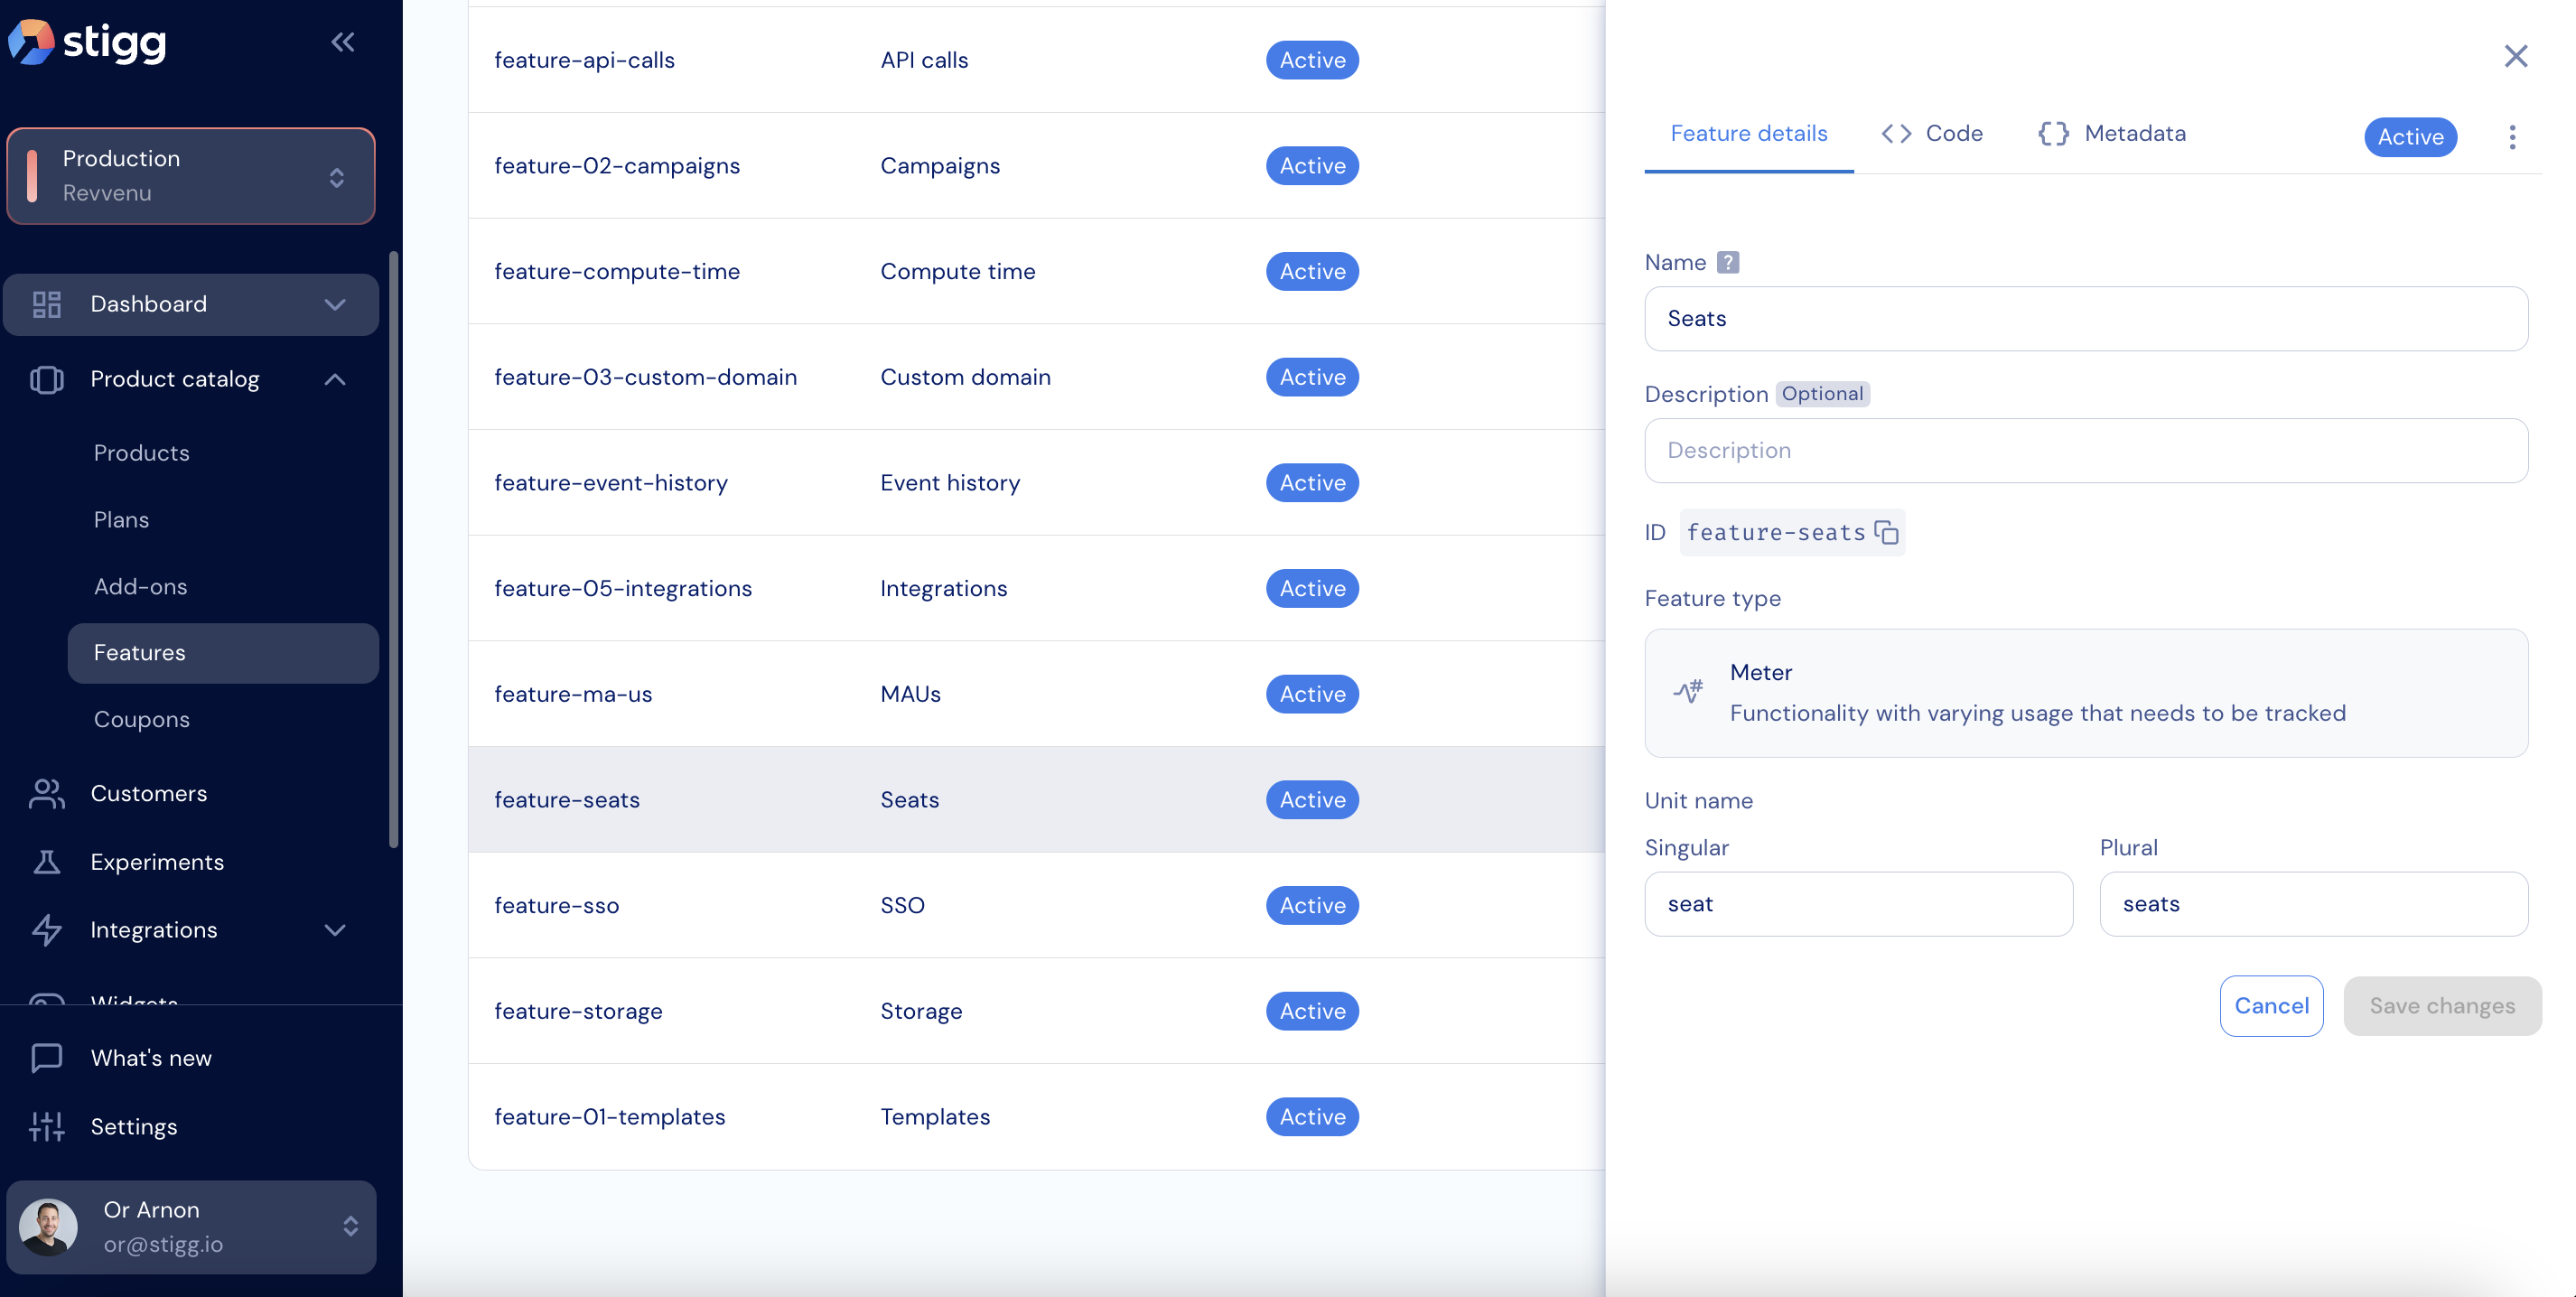 stigg
Production
Revvenu
Dashboard
Product catalog
Products
Plans
Add-ons
Features
Coupons
Customers
Experiments
Integrations
Widgets
What's new
Settings
Or Arnon
or@stigg.io
feature-api-calls API calls Active
feature-02-campaigns Campaigns Active
feature-compute-time Compute time Active
feature-03-custom-domain Custom domain Active
feature-event-history Event history Active
feature-05-integrations Integrations Active
feature-ma-us MAUs Active
feature-seats Seats Active
feature-sso SSO Active
feature-storage Storage Active
feature-01-templates Templates Active
Feature details Code Metadata Active
Name ?
Seats
Description Optional
Description
ID feature-seats
Feature type
Meter
Functionality with varying usage that needs to be tracked
Unit name
Singular Plural
seat seats
Cancel Save changes